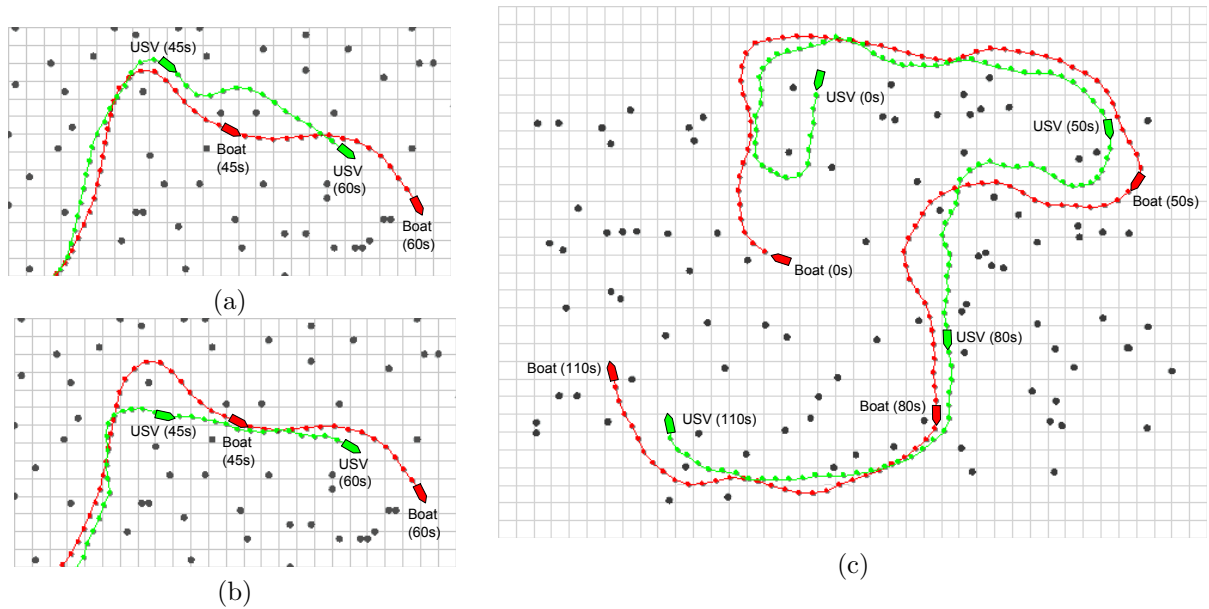 USV (45s)
Boat
(45s)
USV
(60s)
Boat
(60s)
(a)
USV (45s)
Boat
(45s)
USV
(60s)
Boat
(60s)
(b)
USV (0s)
USV (50s)
Boat (50s)
Boat (0s)
USV (80s)
Boat (110s)
Boat (80s)
USV (110s)
(c)